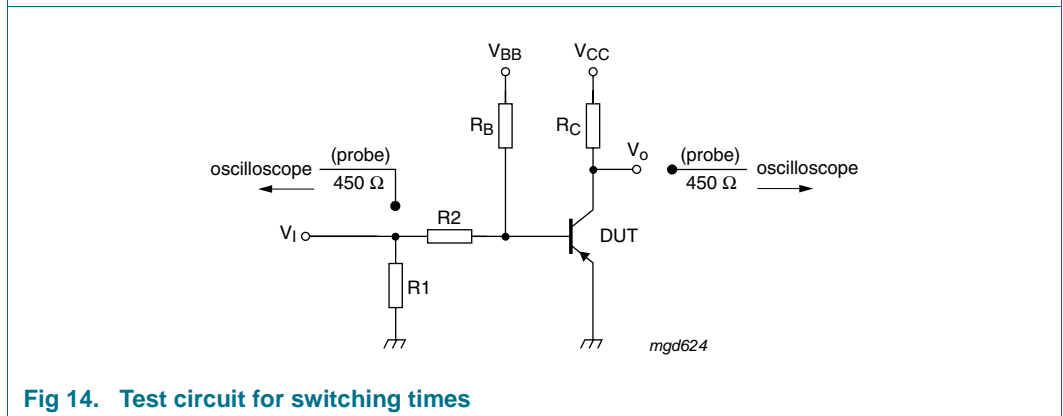 V_BB
V_CC
R_B
R_C
V_o
oscilloscope
(probe)
450 Ω
(probe)
450 Ω
oscilloscope
R2
V_I
DUT
R1
mgd624
Fig 14. Test circuit for switching times